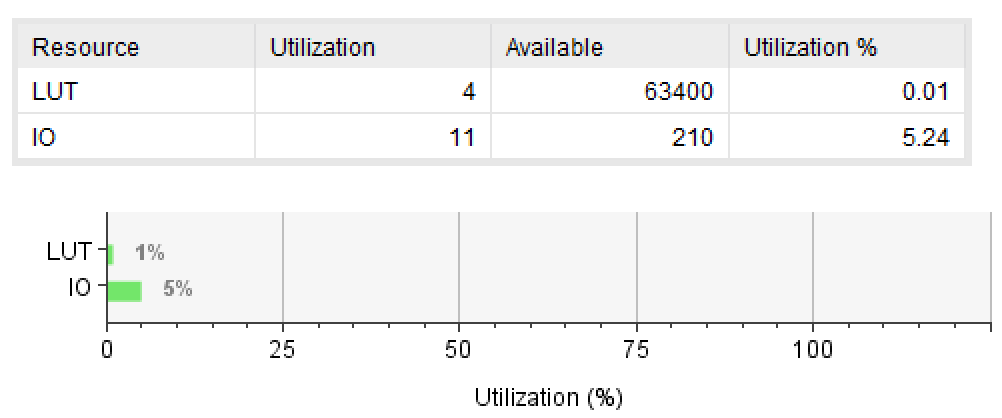 Resource Utilization Available Utilization %
LUT 4 63400 0.01
IO 11 210 5.24
LUT 1%
IO 5%
0 25 50 75 100
Utilization (%)